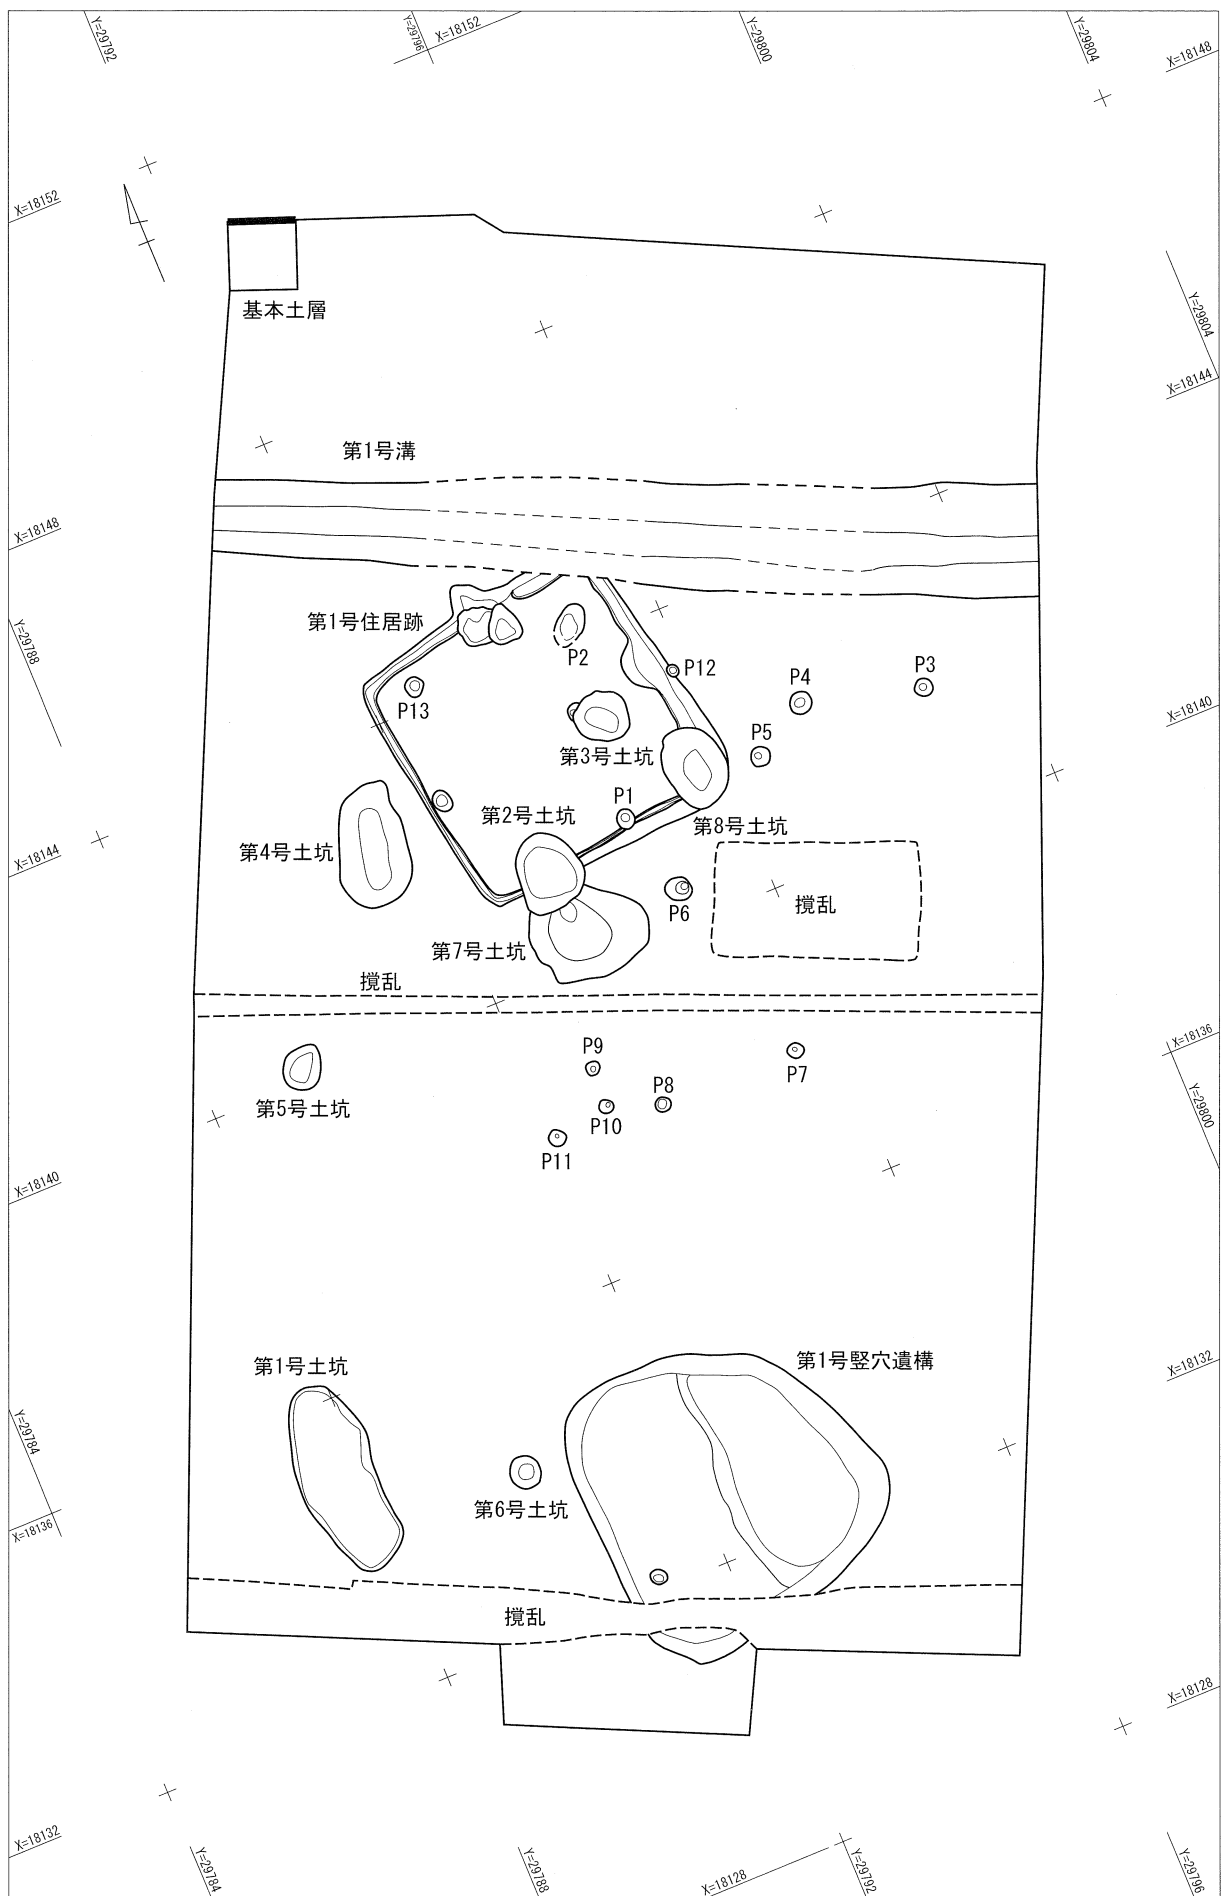 Y=29792
Y=29796
X=18152
Y=29800
Y=29804
X=18148
X=18152
基本土層
Y=29804
X=18144
第1号溝
X=18148
第1号住居跡
Y=29788
P2
P12
P4
P3
P13
X=18140
P5
第3号土坑
P1
第2号土坑
第8号土坑
第4号土坑
X=18144
撹乱
P6
第7号土坑
撹乱
X=18136
P9
P7
P8
第5号土坑
P10
Y=29800
P11
X=18140
第1号土坑
第1号竪穴遺構
X=18132
Y=29784
第6号土坑
X=18136
撹乱
X=18128
X=18132
Y=29784
Y=29788
X=18128
Y=29792
Y=29796